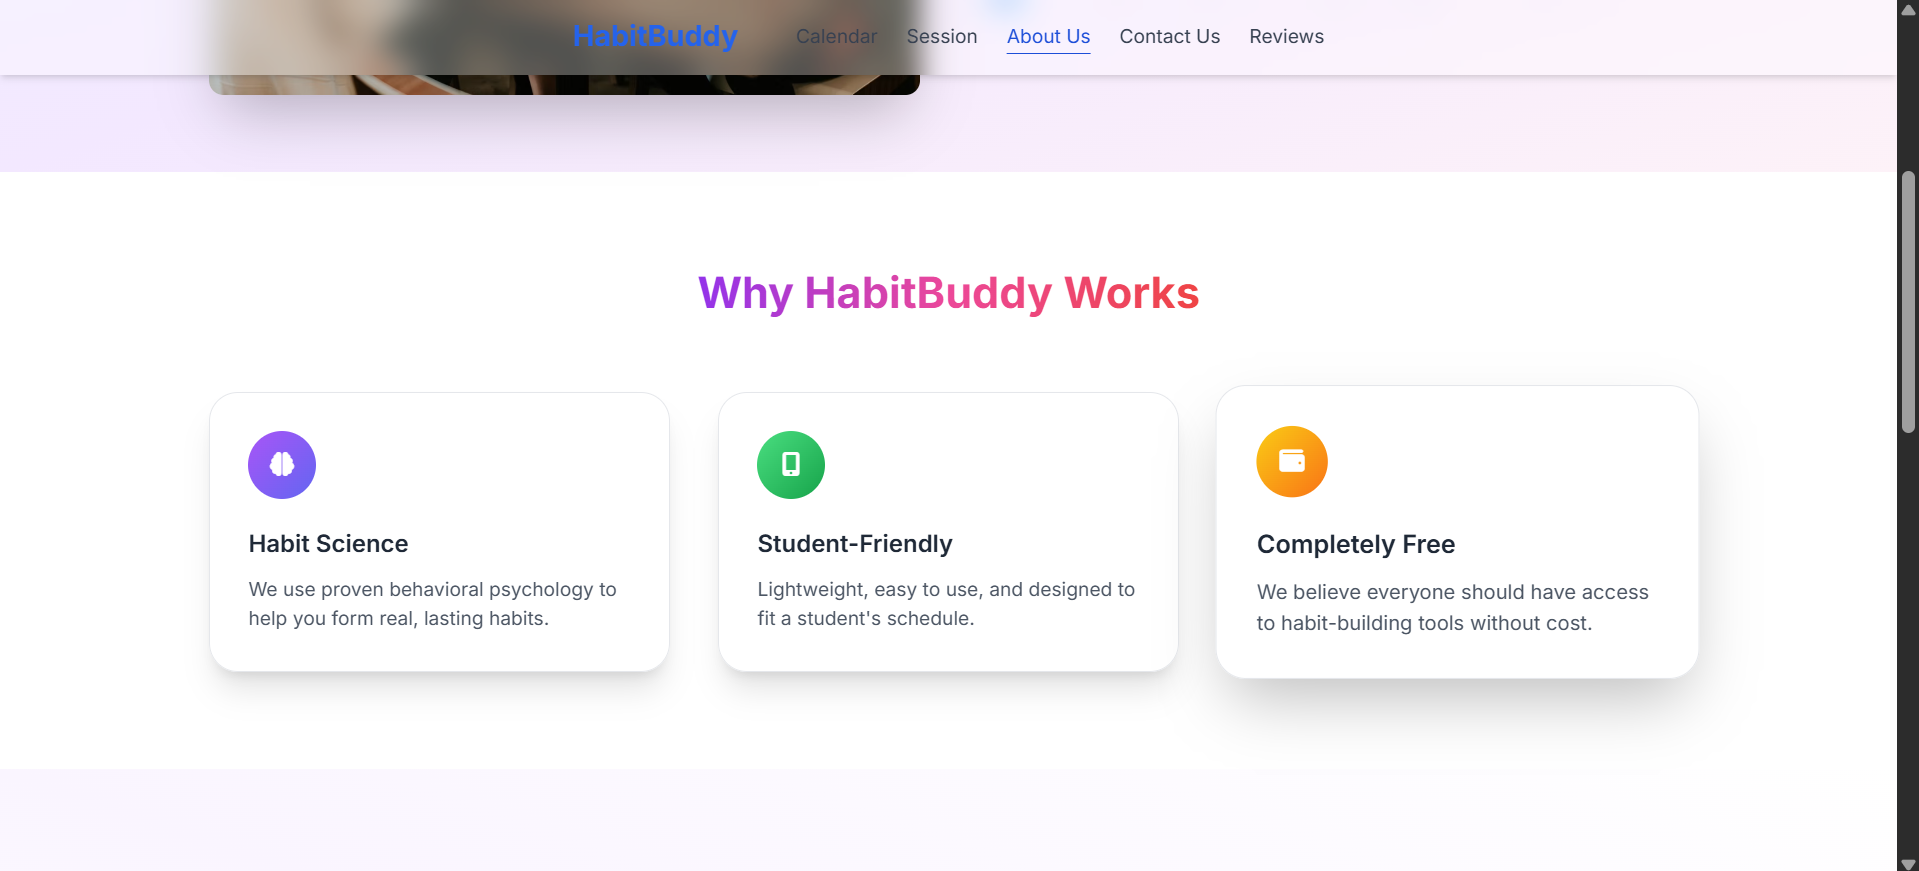 HabitBuddy Calendar Session About Us Contact Us Reviews
Why HabitBuddy Works
Habit Science
We use proven behavioral psychology to
help you form real, lasting habits.
Student-Friendly
Lightweight, easy to use, and designed to
fit a student's schedule.
Completely Free
We believe everyone should have access
to habit-building tools without cost.